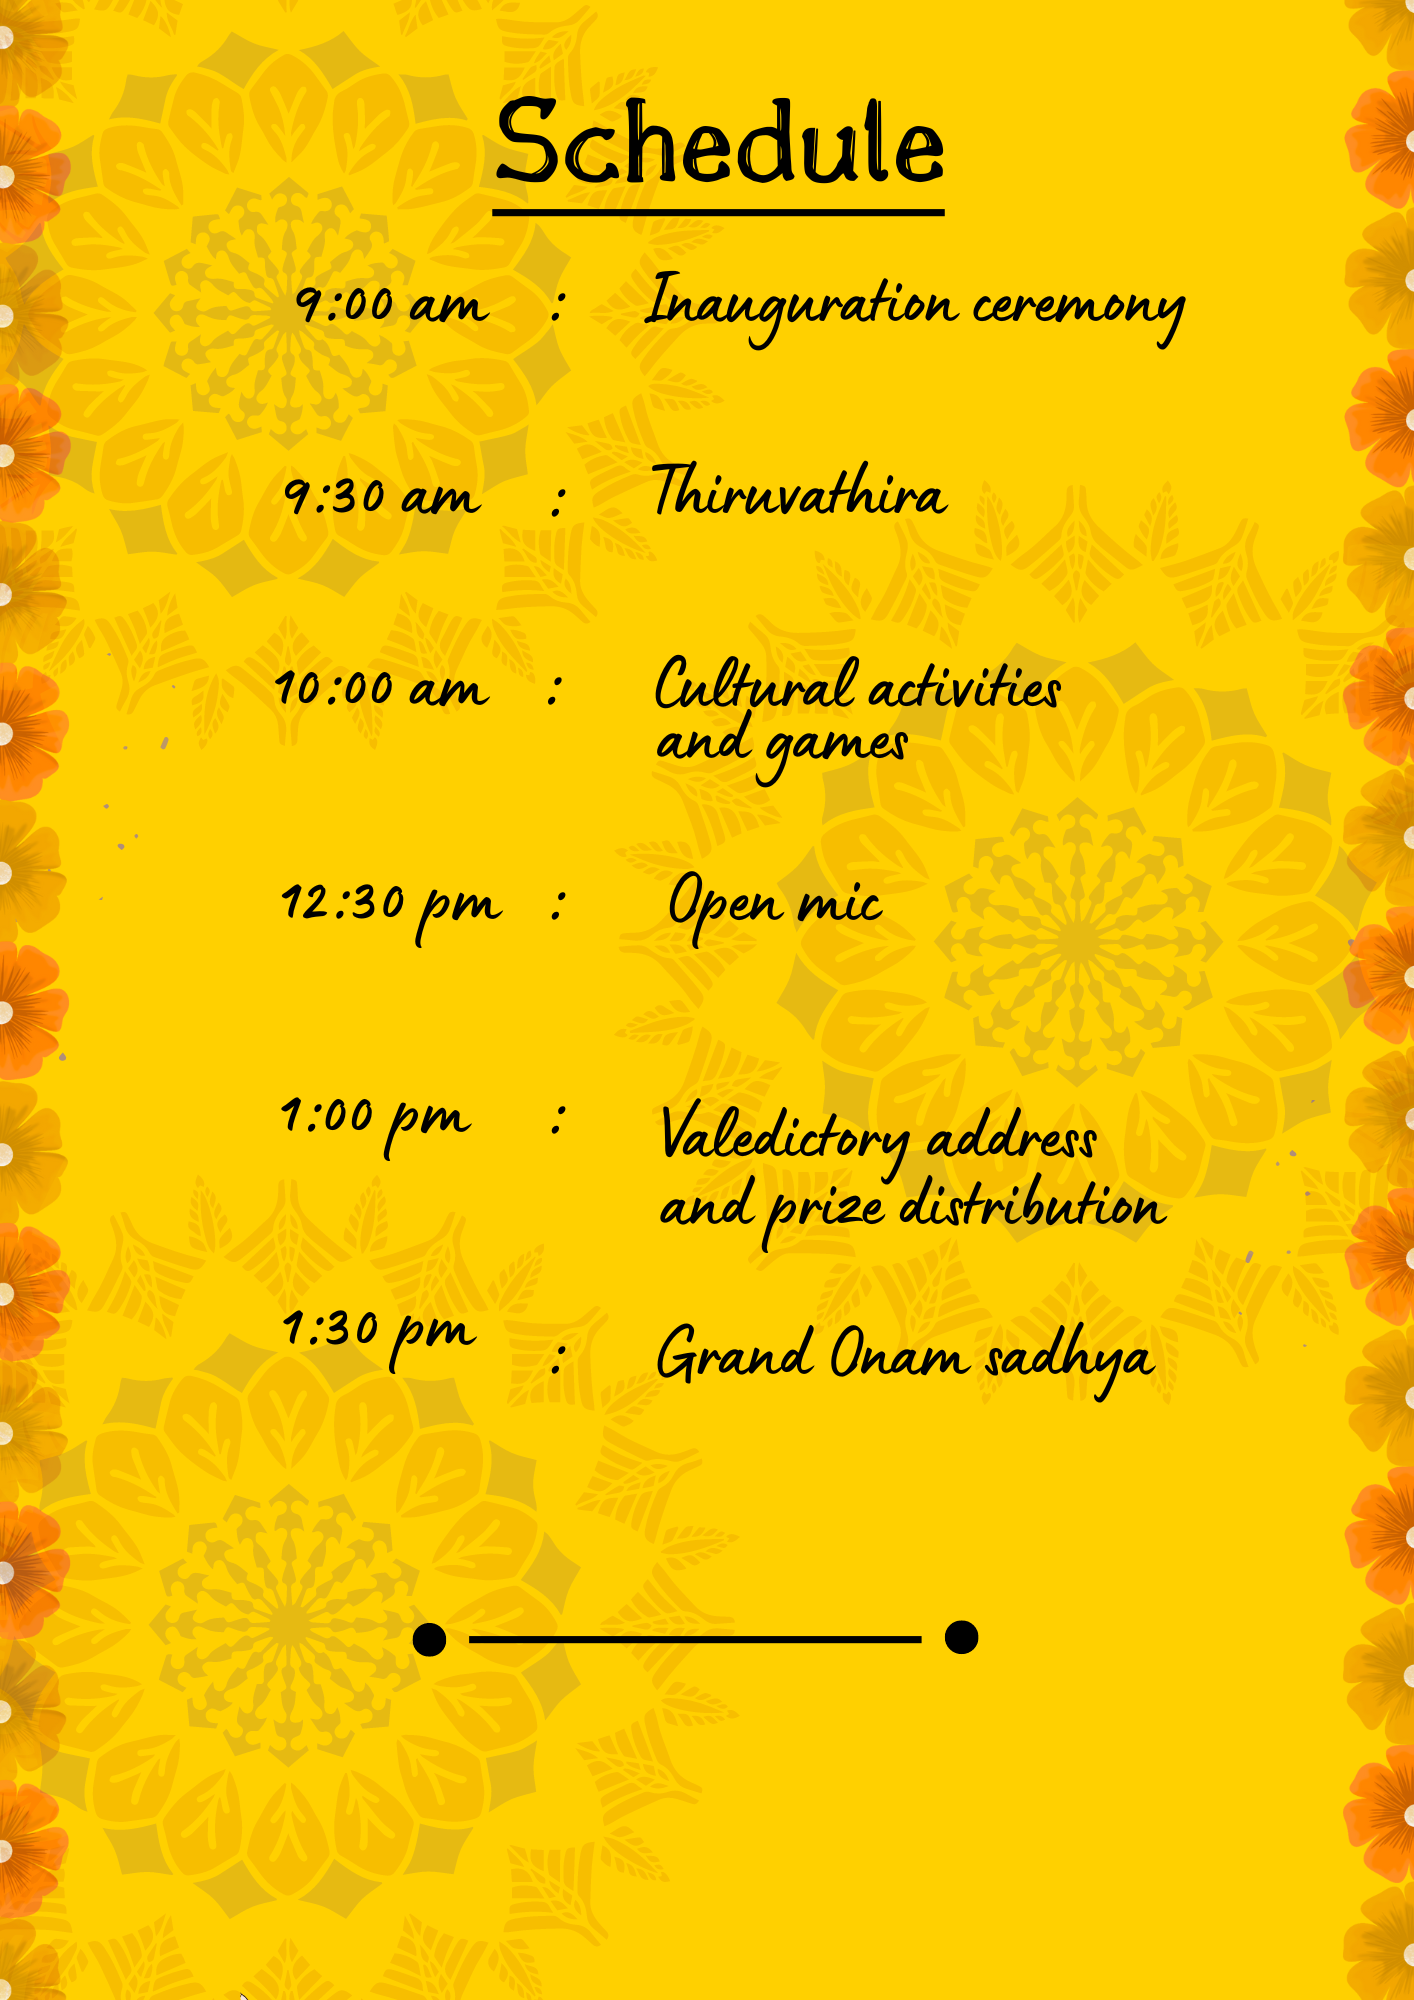 Schedule
9:00 am : Inauguration ceremony
9:30 am : Thiruvathira
10:00 am : Cultural activities
and games
12:30 pm : Open mic
1:00 pm : Valedictory address
and prize distribution
1:30 pm : Grand Onam sadhya